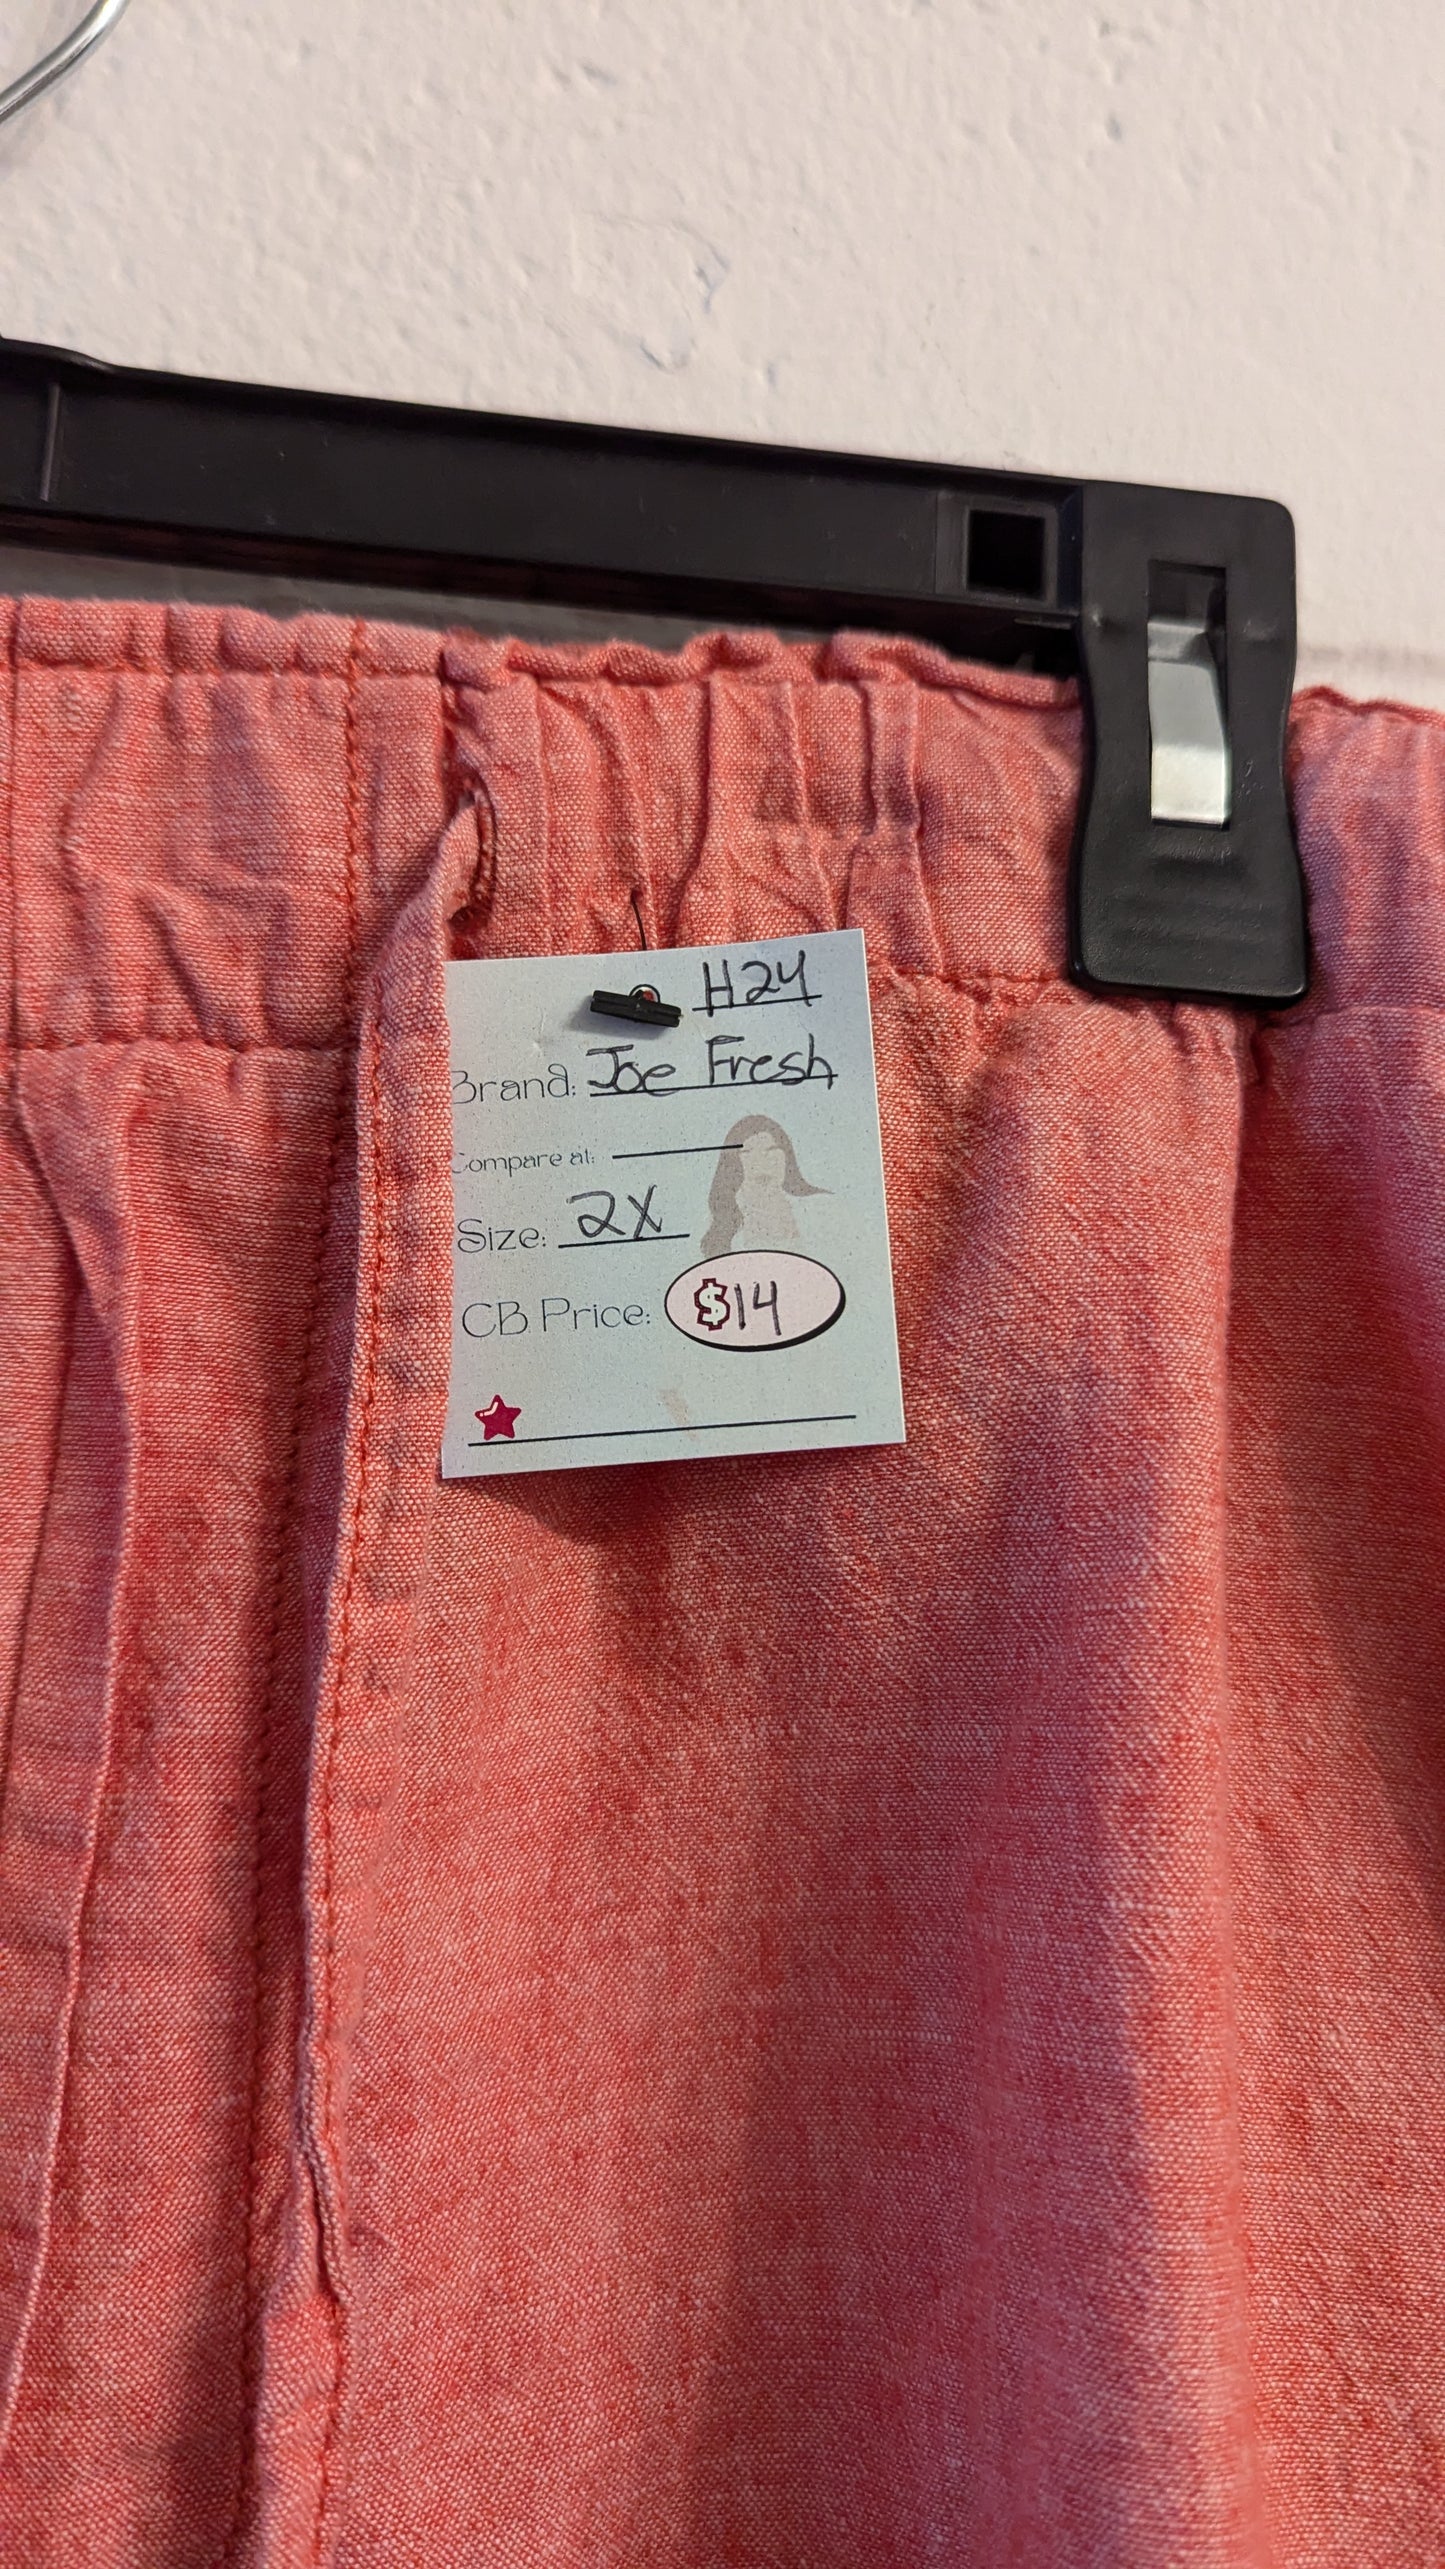 H24
Brand: Joe Fresh
Compare at:
Size: 2X
CB Price: $14